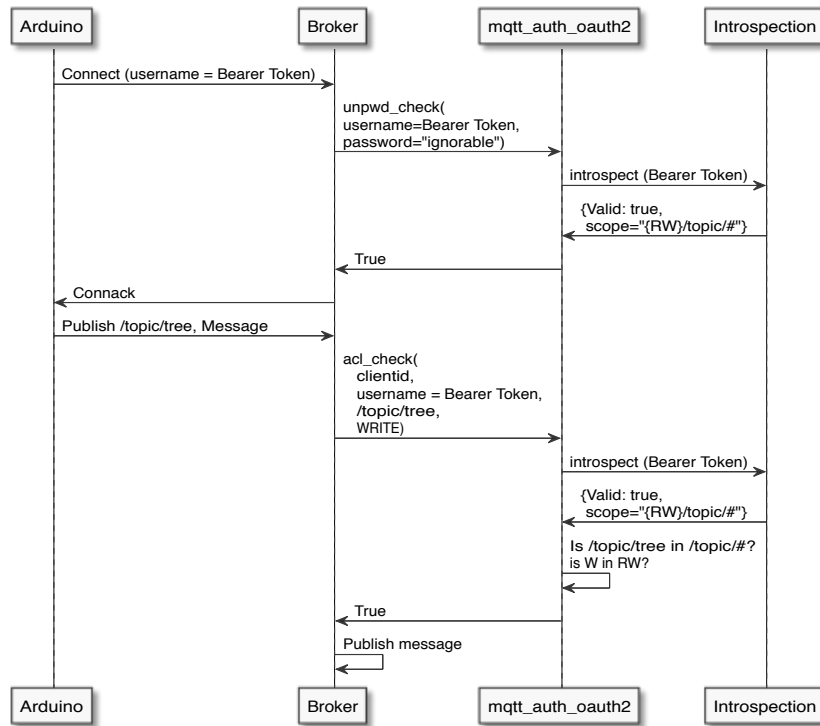 Arduino
Broker
mqtt_auth_oauth2
Introspection
Connect (username = Bearer Token)
unpwd_check(
username=Bearer Token,
password="ignorable")
introspect (Bearer Token)
{Valid: true,
scope="{RW}/topic/#"}
True
Connack
Publish /topic/tree, Message
acl_check(
clientid,
username = Bearer Token,
/topic/tree,
WRITE)
introspect (Bearer Token)
{Valid: true,
scope="{RW}/topic/#"}
Is /topic/tree in /topic/#?
is W in RW?
True
Publish message
Arduino
Broker
mqtt_auth_oauth2
Introspection